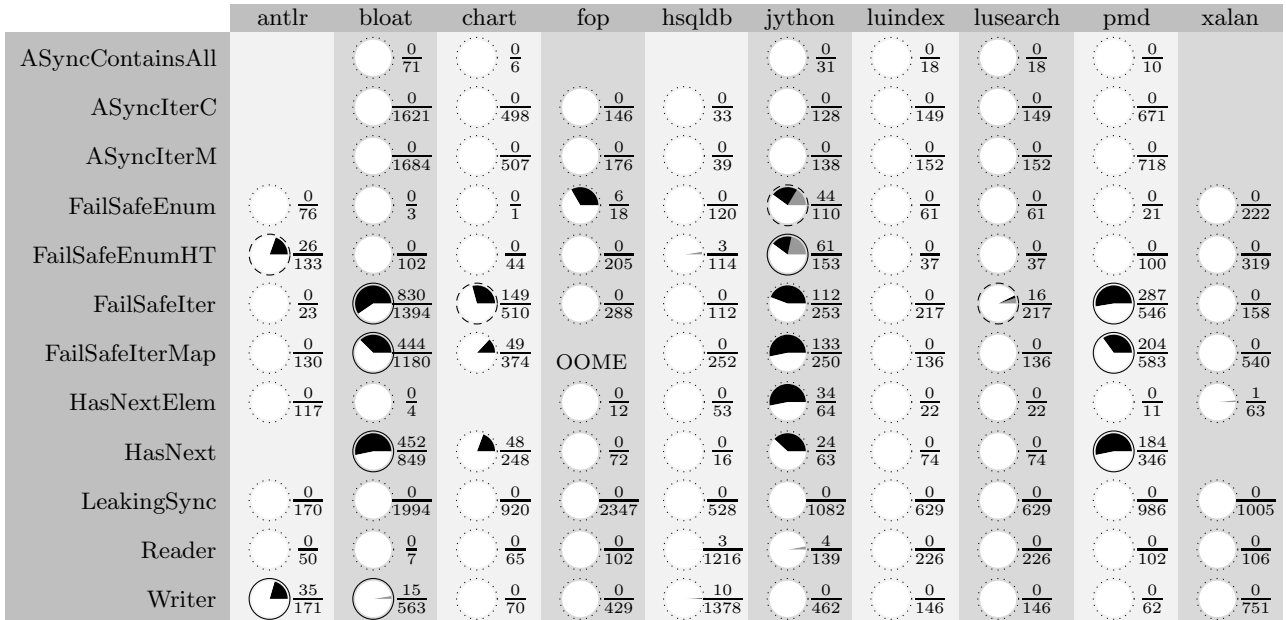 antlr bloat chart fop hsqldb jython luindex lusearch pmd xalan
ASyncContainsAll 0/71 0/6 0/31 0/18 0/18 0/10
ASyncIterC 0/1621 0/498 0/146 0/33 0/128 0/149 0/149 0/671
ASyncIterM 0/1684 0/507 0/176 0/39 0/138 0/152 0/152 0/718
FailSafeEnum 0/76 0/3 0/1 6/18 0/120 44/110 0/61 0/61 0/21 0/222
FailSafeEnumHT 26/133 0/102 0/44 0/205 3/114 61/153 0/37 0/37 0/100 0/319
FailSafeIter 0/23 830/1394 149/510 0/288 0/112 112/253 0/217 16/217 287/546 0/158
FailSafeIterMap 0/130 444/1180 49/374 OOME 0/252 133/250 0/136 0/136 204/583 0/540
HasNextElem 0/117 0/4 0/12 0/53 34/64 0/22 0/22 0/11 1/63
HasNext 452/849 48/248 0/72 0/16 24/63 0/74 0/74 184/346
LeakingSync 0/170 0/1994 0/920 0/2347 0/528 0/1082 0/629 0/629 0/986 0/1005
Reader 0/50 0/7 0/65 0/102 3/1216 4/139 0/226 0/226 0/102 0/106
Writer 35/171 15/563 0/70 0/429 10/1378 0/462 0/146 0/146 0/62 0/751